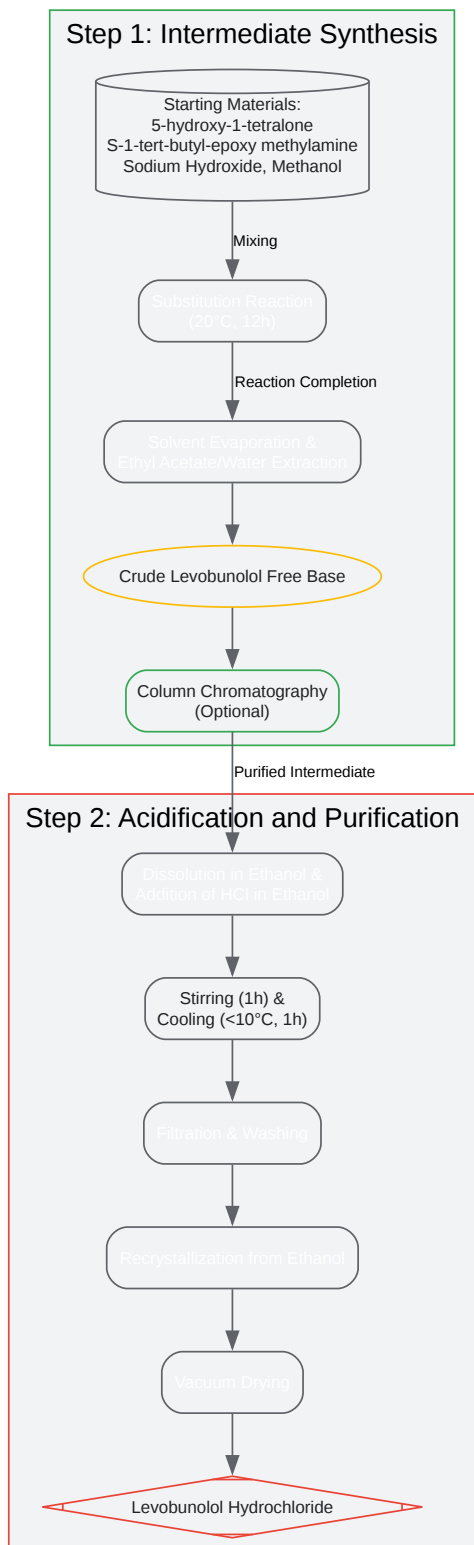 Step 1: Intermediate Synthesis
Starting Materials:
5-hydroxy-1-tetralone
S-1-tert-butyl-epoxy methylamine
Sodium Hydroxide, Methanol
Mixing
Substitution Reaction
(20°C, 12h)
Reaction Completion
Solvent Evaporation &
Ethyl Acetate/Water Extraction
Crude Levobunolol Free Base
Column Chromatography
(Optional)
Purified Intermediate
Step 2: Acidification and Purification
Dissolution in Ethanol &
Addition of HCl in Ethanol
Stirring (1h) &
Cooling (<10°C, 1h)
Filtration & Washing
Recrystallization from Ethanol
Vacuum Drying
Levobunolol Hydrochloride